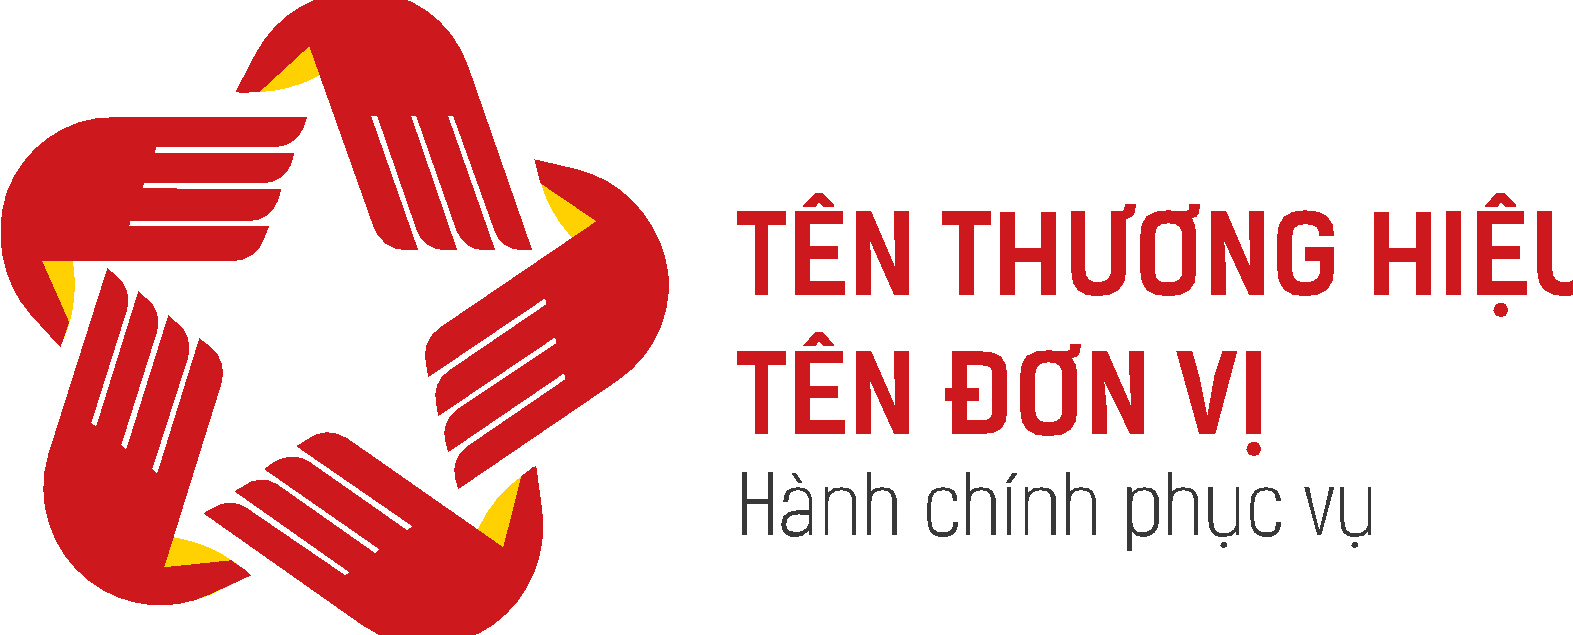 TÊN THƯƠNG HIỆU
TÊN ĐƠN VỊ
Hành chính phục vụ